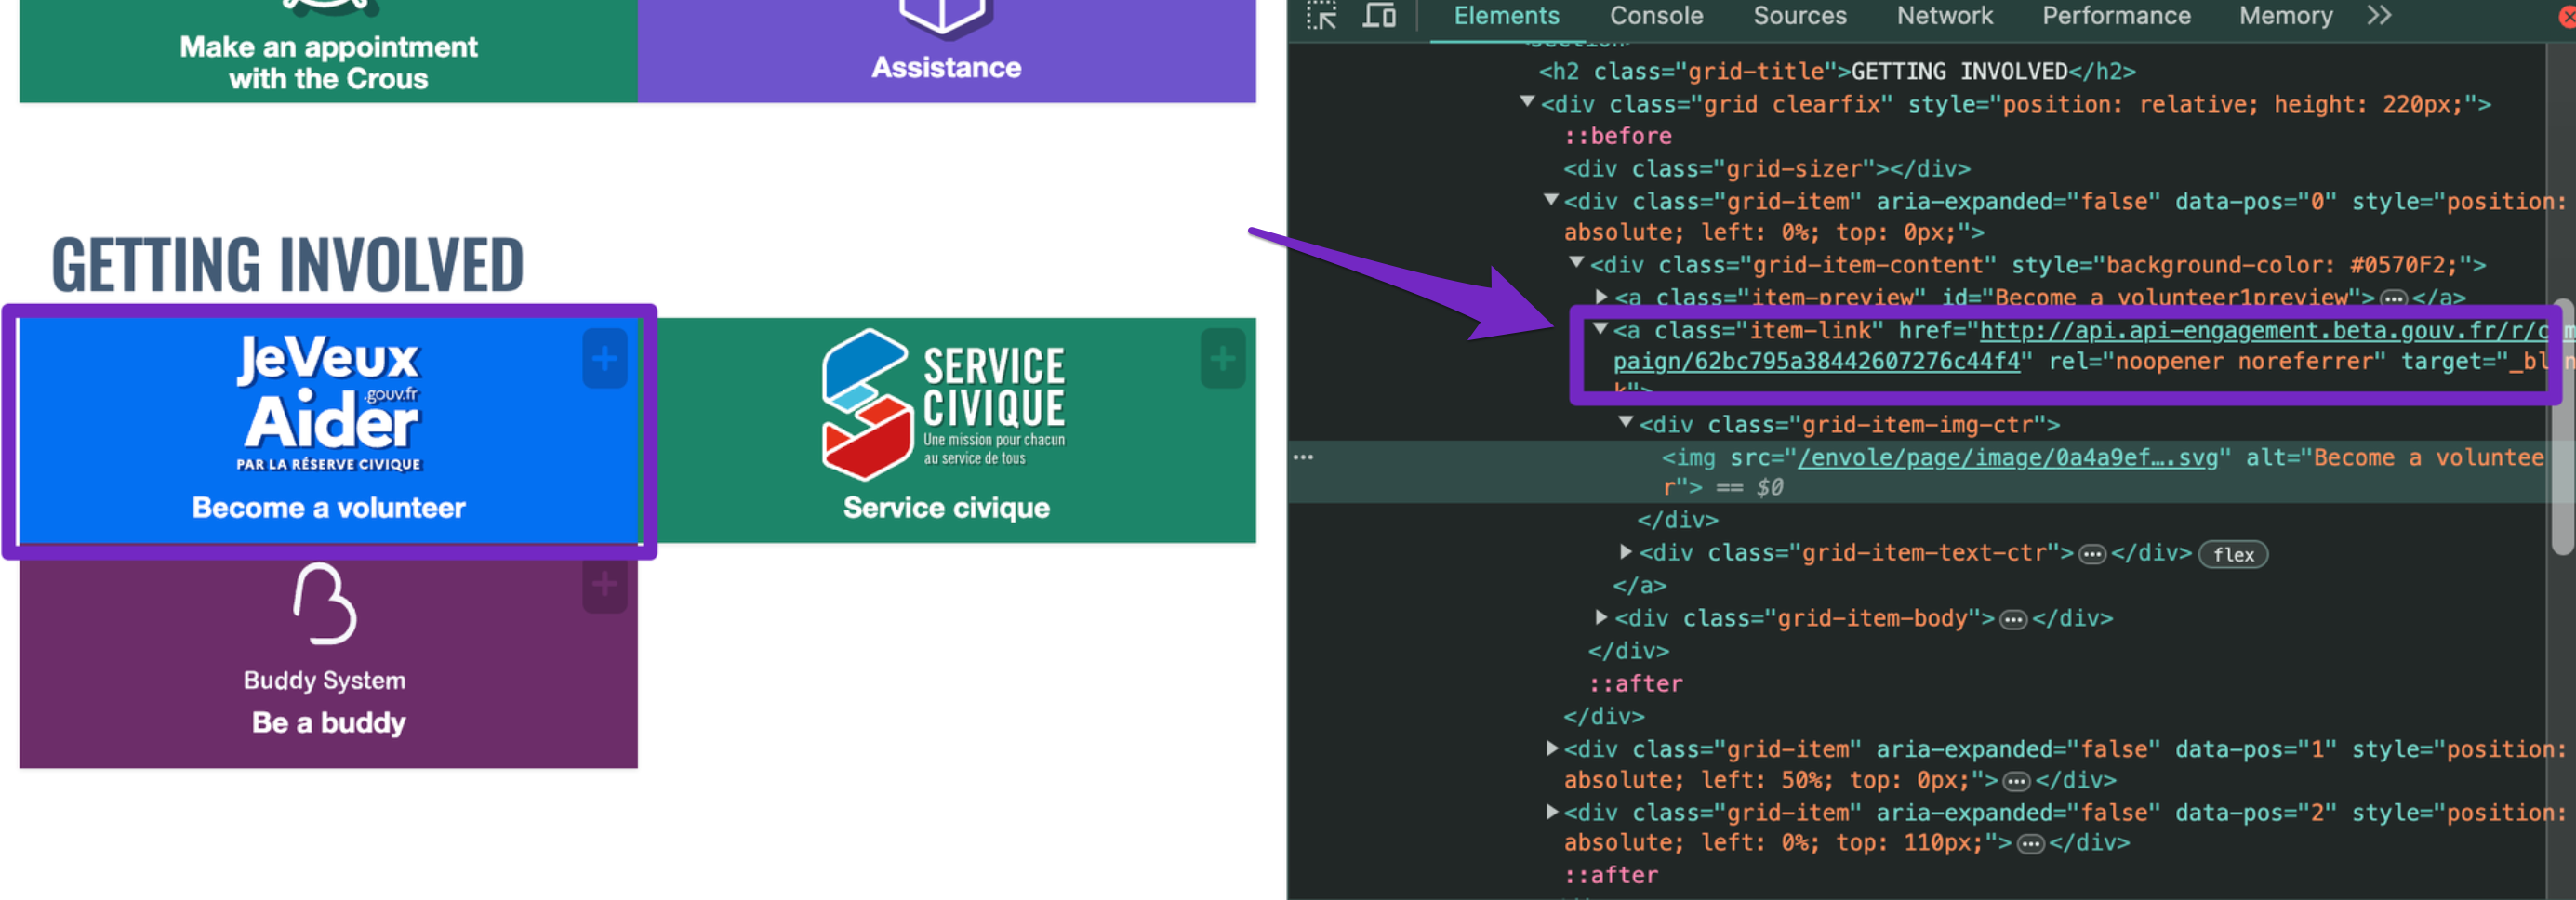 Make an appointment
with the Crous
Assistance
GETTING INVOLVED
JeVeux
.gouv.fr
Aider
PAR LA RÉSERVE CIVIQUE
Become a volunteer
SERVICE
CIVIQUE
Une mission pour chacun
au service de tous
Service civique
Buddy System
Be a buddy
Elements Console Sources Network Performance Memory
<h2 class="grid-title">GETTING INVOLVED</h2>
<div class="grid clearfix" style="position: relative; height: 220px;">
::before
<div class="grid-sizer"></div>
<div class="grid-item" aria-expanded="false" data-pos="0" style="position:
absolute; left: 0%; top: 0px;">
<div class="grid-item-content" style="background-color: #0570F2;">
<a class="item-preview" id="Become a volunteer1preview">…</a>
<a class="item-link" href="http://api.api-engagement.beta.gouv.fr/r/cam
paign/62bc795a38442607276c44f4" rel="noopener noreferrer" target="_blan
k">
<div class="grid-item-img-ctr">
<img src="/envole/page/image/0a4a9ef….svg" alt="Become a voluntee
r"> == $0
</div>
<div class="grid-item-text-ctr">…</div> flex
</a>
<div class="grid-item-body">…</div>
</div>
::after
</div>
<div class="grid-item" aria-expanded="false" data-pos="1" style="position:
absolute; left: 50%; top: 0px;">…</div>
<div class="grid-item" aria-expanded="false" data-pos="2" style="position:
absolute; left: 0%; top: 110px;">…</div>
::after